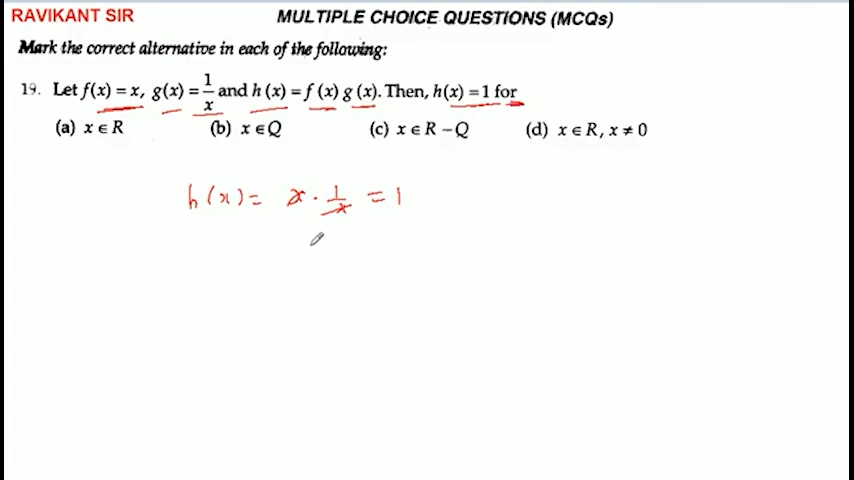 RAVIKANT SIR MULTIPLE CHOICE QUESTIONS (MCQs)
Mark the correct alternative in each of the following:
19. Let f(x) = x, g(x) = 1/x and h (x) = f (x) g (x). Then, h(x) = 1 for
(a) x ∈ R (b) x ∈ Q (c) x ∈ R – Q (d) x ∈ R, x ≠ 0
h(x) = x · 1/x = 1